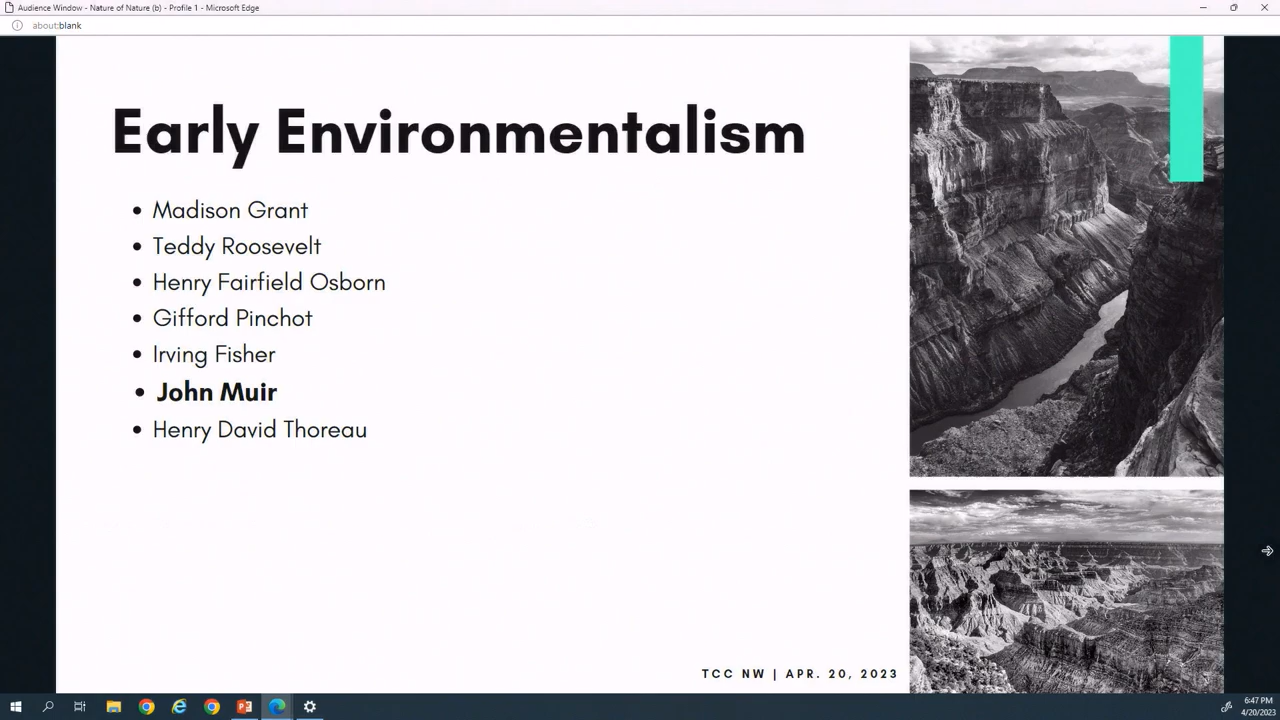 Audience Window - Nature of Nature (b) - Profile 1 - Microsoft Edge
about:blank
Early Environmentalism
• Madison Grant
• Teddy Roosevelt
• Henry Fairfield Osborn
• Gifford Pinchot
• Irving Fisher
• John Muir
• Henry David Thoreau
TCC NW | APR. 20, 2023
6:47 PM
4/20/2023